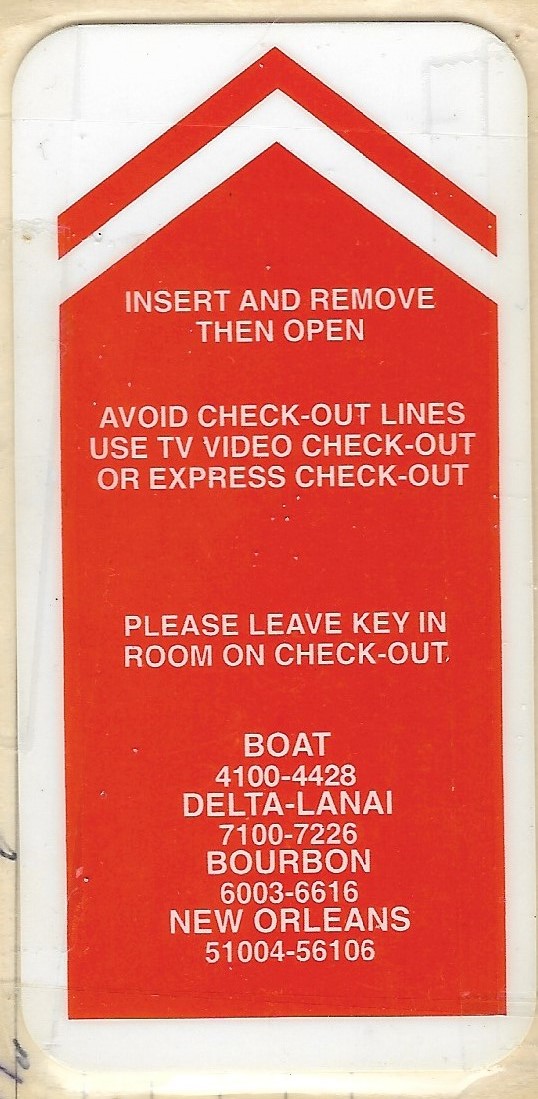 INSERT AND REMOVE
THEN OPEN
AVOID CHECK-OUT LINES
USE TV VIDEO CHECK-OUT
OR EXPRESS CHECK-OUT
PLEASE LEAVE KEY IN
ROOM ON CHECK-OUT
BOAT
4100-4428
DELTA-LANAI
7100-7226
BOURBON
6003-6616
NEW ORLEANS
51004-56106